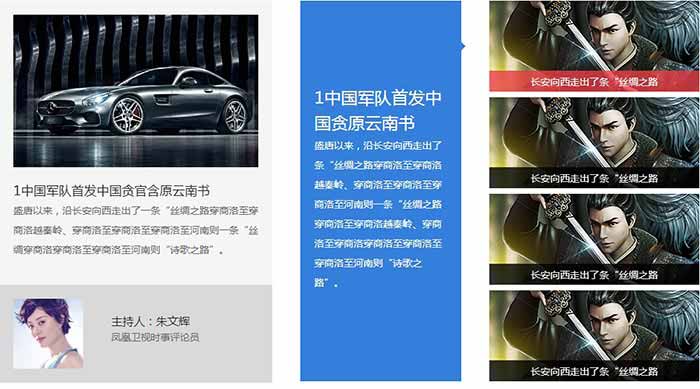 1中国军队首发中国贪官含原云南书
盛唐以来，沿长安向西走出了一条“丝绸之路穿商洛至穿
商洛越秦岭、穿商洛至穿商洛至穿商洛至河南则一条“丝
绸穿商洛穿商洛至穿商洛至河南则“诗歌之路”。
主持人：朱文辉
凤凰卫视时事评论员
1中国军队首发中
国贪原云南书
盛唐以来，沿长安向西走出了
条“丝绸之路穿商洛至穿商洛
越秦岭、穿商洛至穿商洛至穿
商洛至河南则一条“丝绸之路
穿商洛至穿商洛越秦岭、穿商
洛至穿商洛穿商洛至穿商洛至
穿商洛至河南则“诗歌之
路”。
长安向西走出了条“丝绸之路
长安向西走出了条“丝绸之路
长安向西走出了条“丝绸之路
长安向西走出了条“丝绸之路